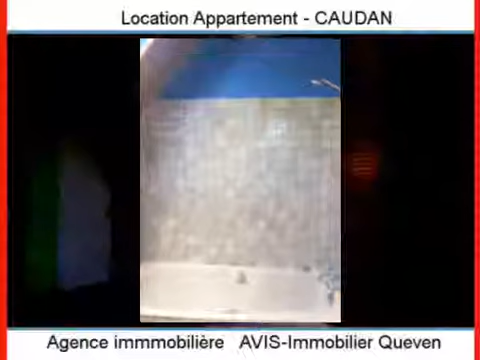 Location Appartement - CAUDAN
Agence immmobilière AVIS-Immobilier Queven